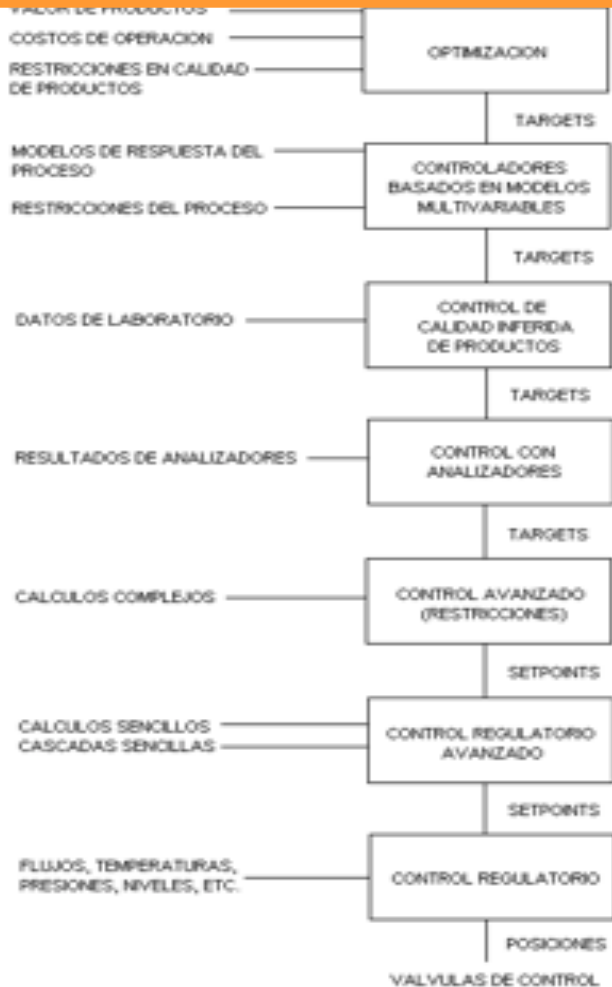 VALOR DE PRODUCTOS
COSTOS DE OPERACION
RESTRICCIONES EN CALIDAD
DE PRODUCTOS
OPTIMIZACION
TARGETS
MODELOS DE RESPUESTA DEL
PROCESO
RESTRICCIONES DEL PROCESO
CONTROLADORES
BASADOS EN MODELOS
MULTIVARIABLES
TARGETS
DATOS DE LABORATORIO
CONTROL DE
CALIDAD INFERIDA
DE PRODUCTOS
TARGETS
RESULTADOS DE ANALIZADORES
CONTROL CON
ANALIZADORES
TARGETS
CALCULOS COMPLEJOS
CONTROL AVANZADO
(RESTRICCIONES)
SETPOINTS
CALCULOS SENCILLOS
CASCADAS SENCILLAS
CONTROL REGULATORIO
AVANZADO
SETPOINTS
FLUJOS, TEMPERATURAS,
PRESIONES, NIVELES, ETC.
CONTROL REGULATORIO
POSICIONES
VALVULAS DE CONTROL